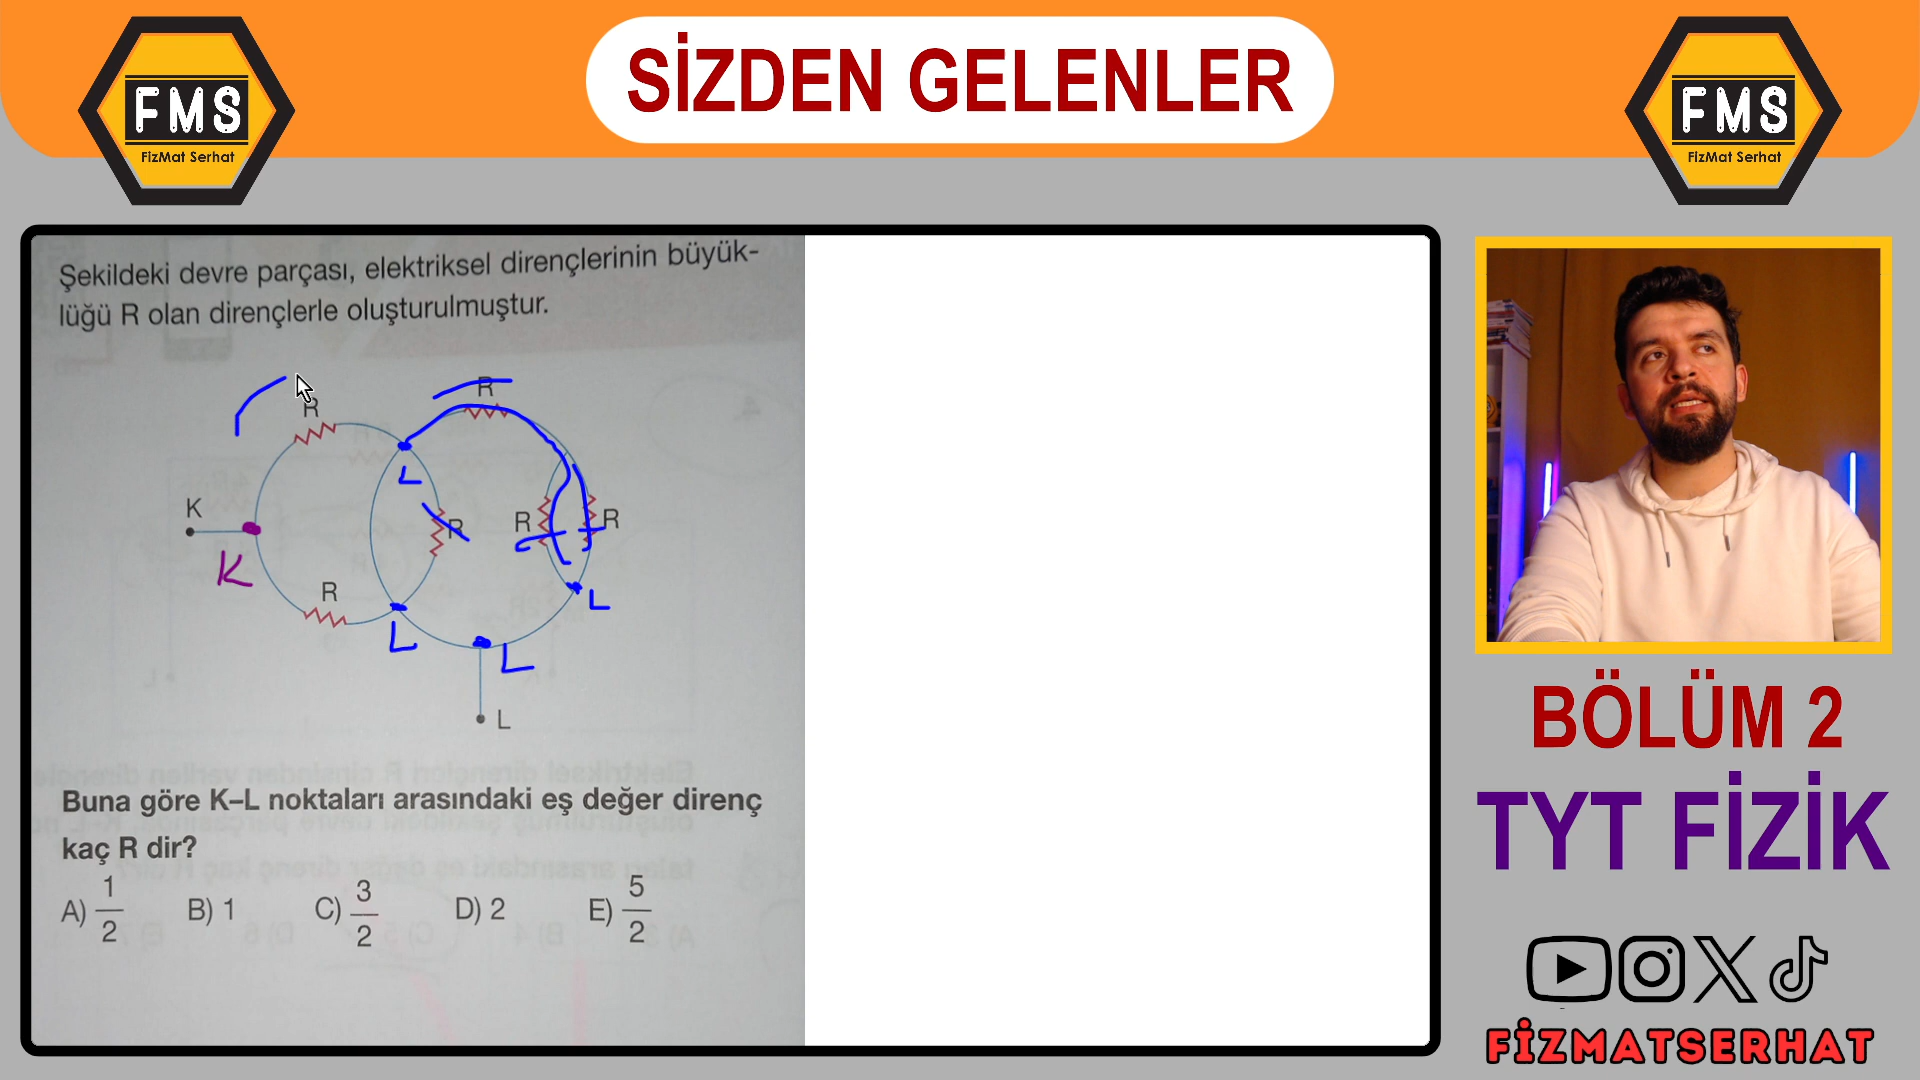 SİZDEN GELENLER
FMS
FizMat Serhat
FMS
FizMat Serhat
Şekildeki devre parçası, elektriksel dirençlerinin büyük-
lüğü R olan dirençlerle oluşturulmuştur.
R
R
K
L
R
R
R
K
R
L
L
L
L
Buna göre K–L noktaları arasındaki eş değer direnç
kaç R dir?
A) 1/2 B) 1 C) 3/2 D) 2 E) 5/2
BÖLÜM 2
TYT FİZİK
FİZMATSERHAT